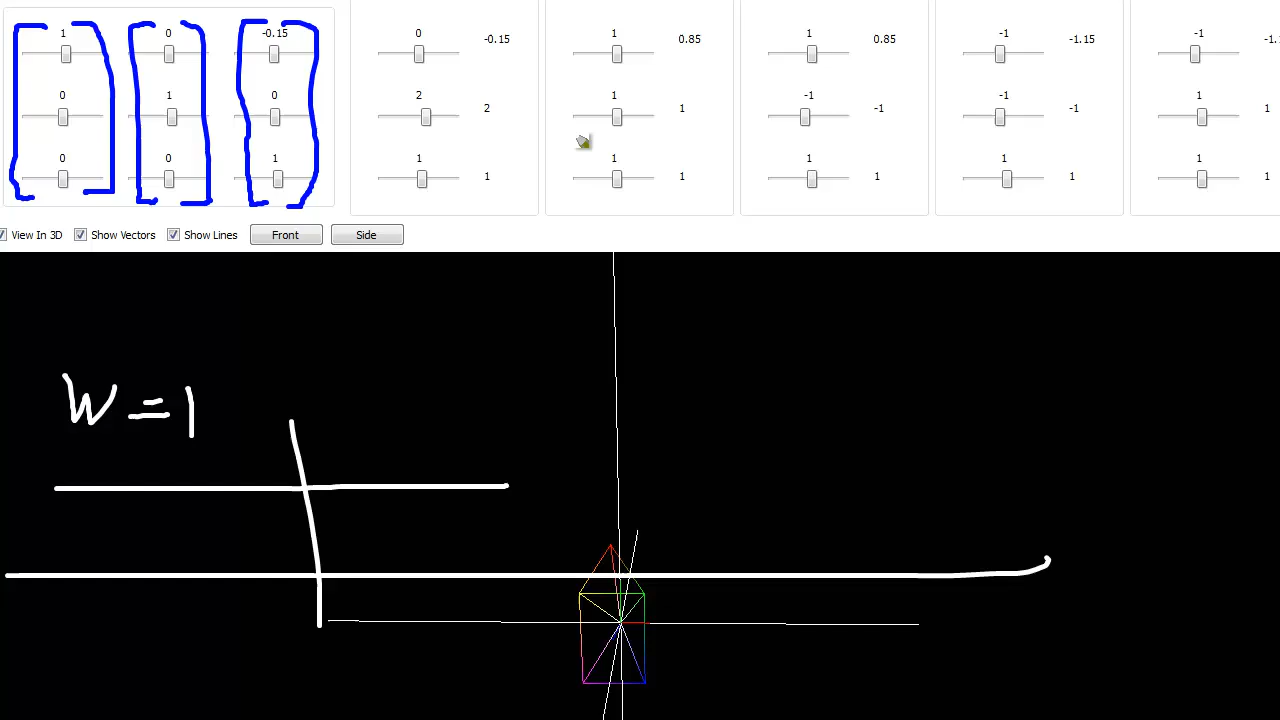 1 0 -0.15 0 -0.15 1 0.85 1 0.85 -1 -1.15 -1
0 1 0 2 2 1 1 -1 -1 -1 -1 1 1
0 0 1 1 1 1 1 1 1 1 1 1 1
View In 3D Show Vectors Show Lines Front Side
W=1